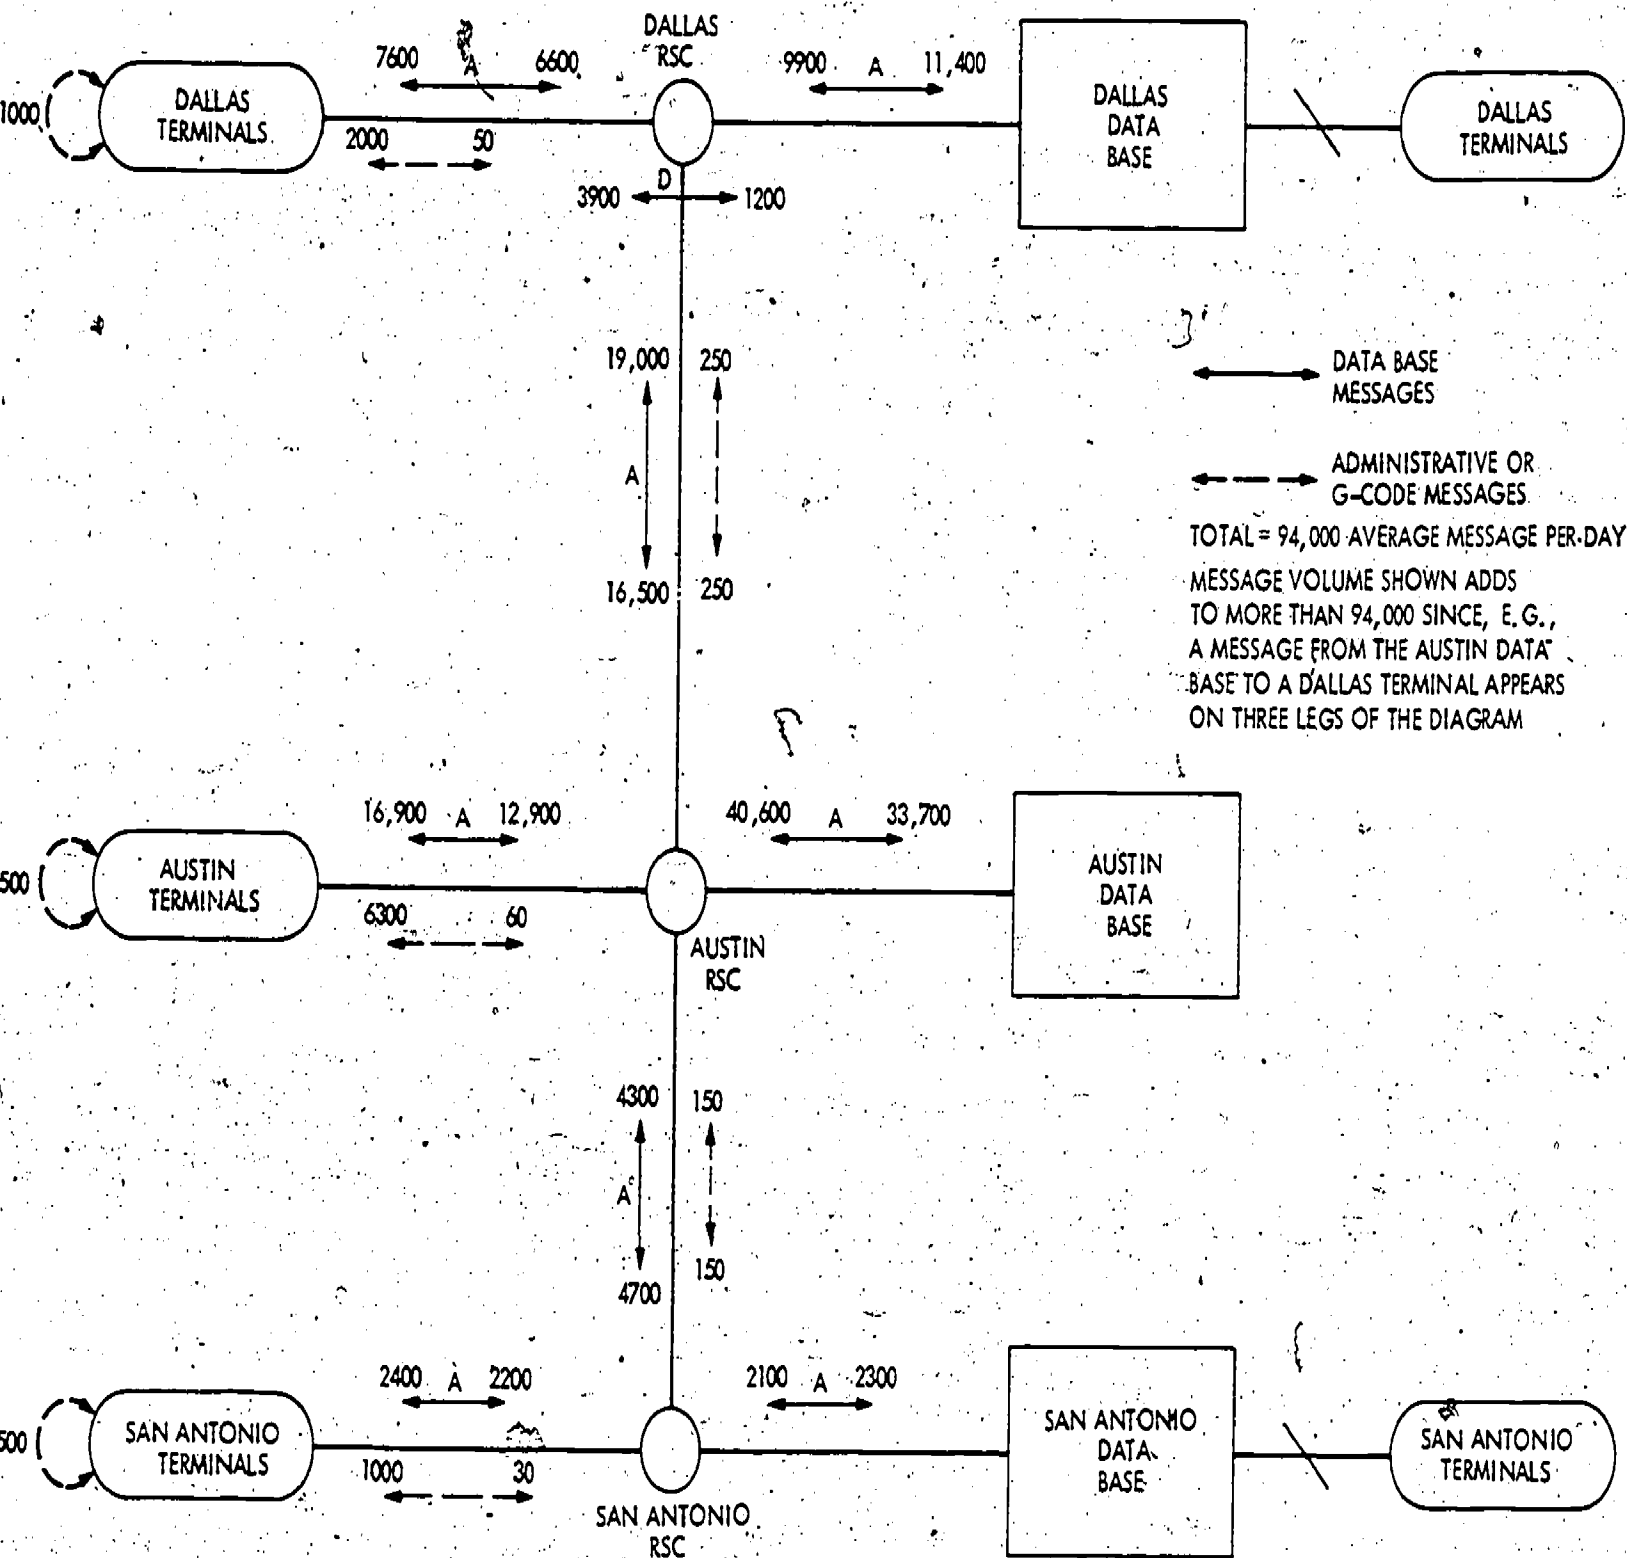 DALLAS
RSC
7600 A 6600
9900 A 11,400
1000
DALLAS
TERMINALS
2000 50
DALLAS
DATA
BASE
DALLAS
TERMINALS
D
3900 1200
19,000 250
A
16,500 250
DATA BASE
MESSAGES
ADMINISTRATIVE OR
G-CODE MESSAGES
TOTAL = 94,000 AVERAGE MESSAGE PER DAY
MESSAGE VOLUME SHOWN ADDS
TO MORE THAN 94,000 SINCE, E.G.,
A MESSAGE FROM THE AUSTIN DATA
BASE TO A DALLAS TERMINAL APPEARS
ON THREE LEGS OF THE DIAGRAM
16,900 A 12,900
40,600 A 33,700
500
AUSTIN
TERMINALS
6300 60
AUSTIN
RSC
AUSTIN
DATA
BASE
4300 150
A
4700 150
2400 A 2200
2100 A 2300
500
SAN ANTONIO
TERMINALS
1000 30
SAN ANTONIO
RSC
SAN ANTONIO
DATA
BASE
SAN ANTONIO
TERMINALS